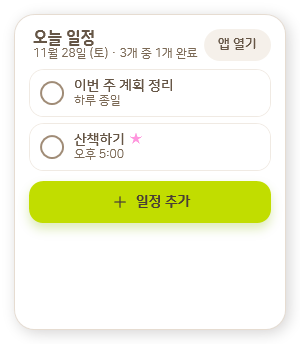 오늘 일정
11월 28일 (토) · 3개 중 1개 완료
앱 열기
이번 주 계획 정리
하루 종일
산책하기 ★
오후 5:00
+ 일정 추가